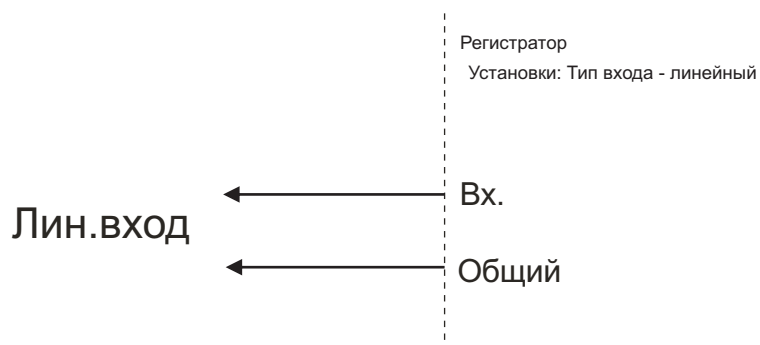 Регистратор
Установки: Тип входа - линейный
Вх.
Лин.вход
Общий